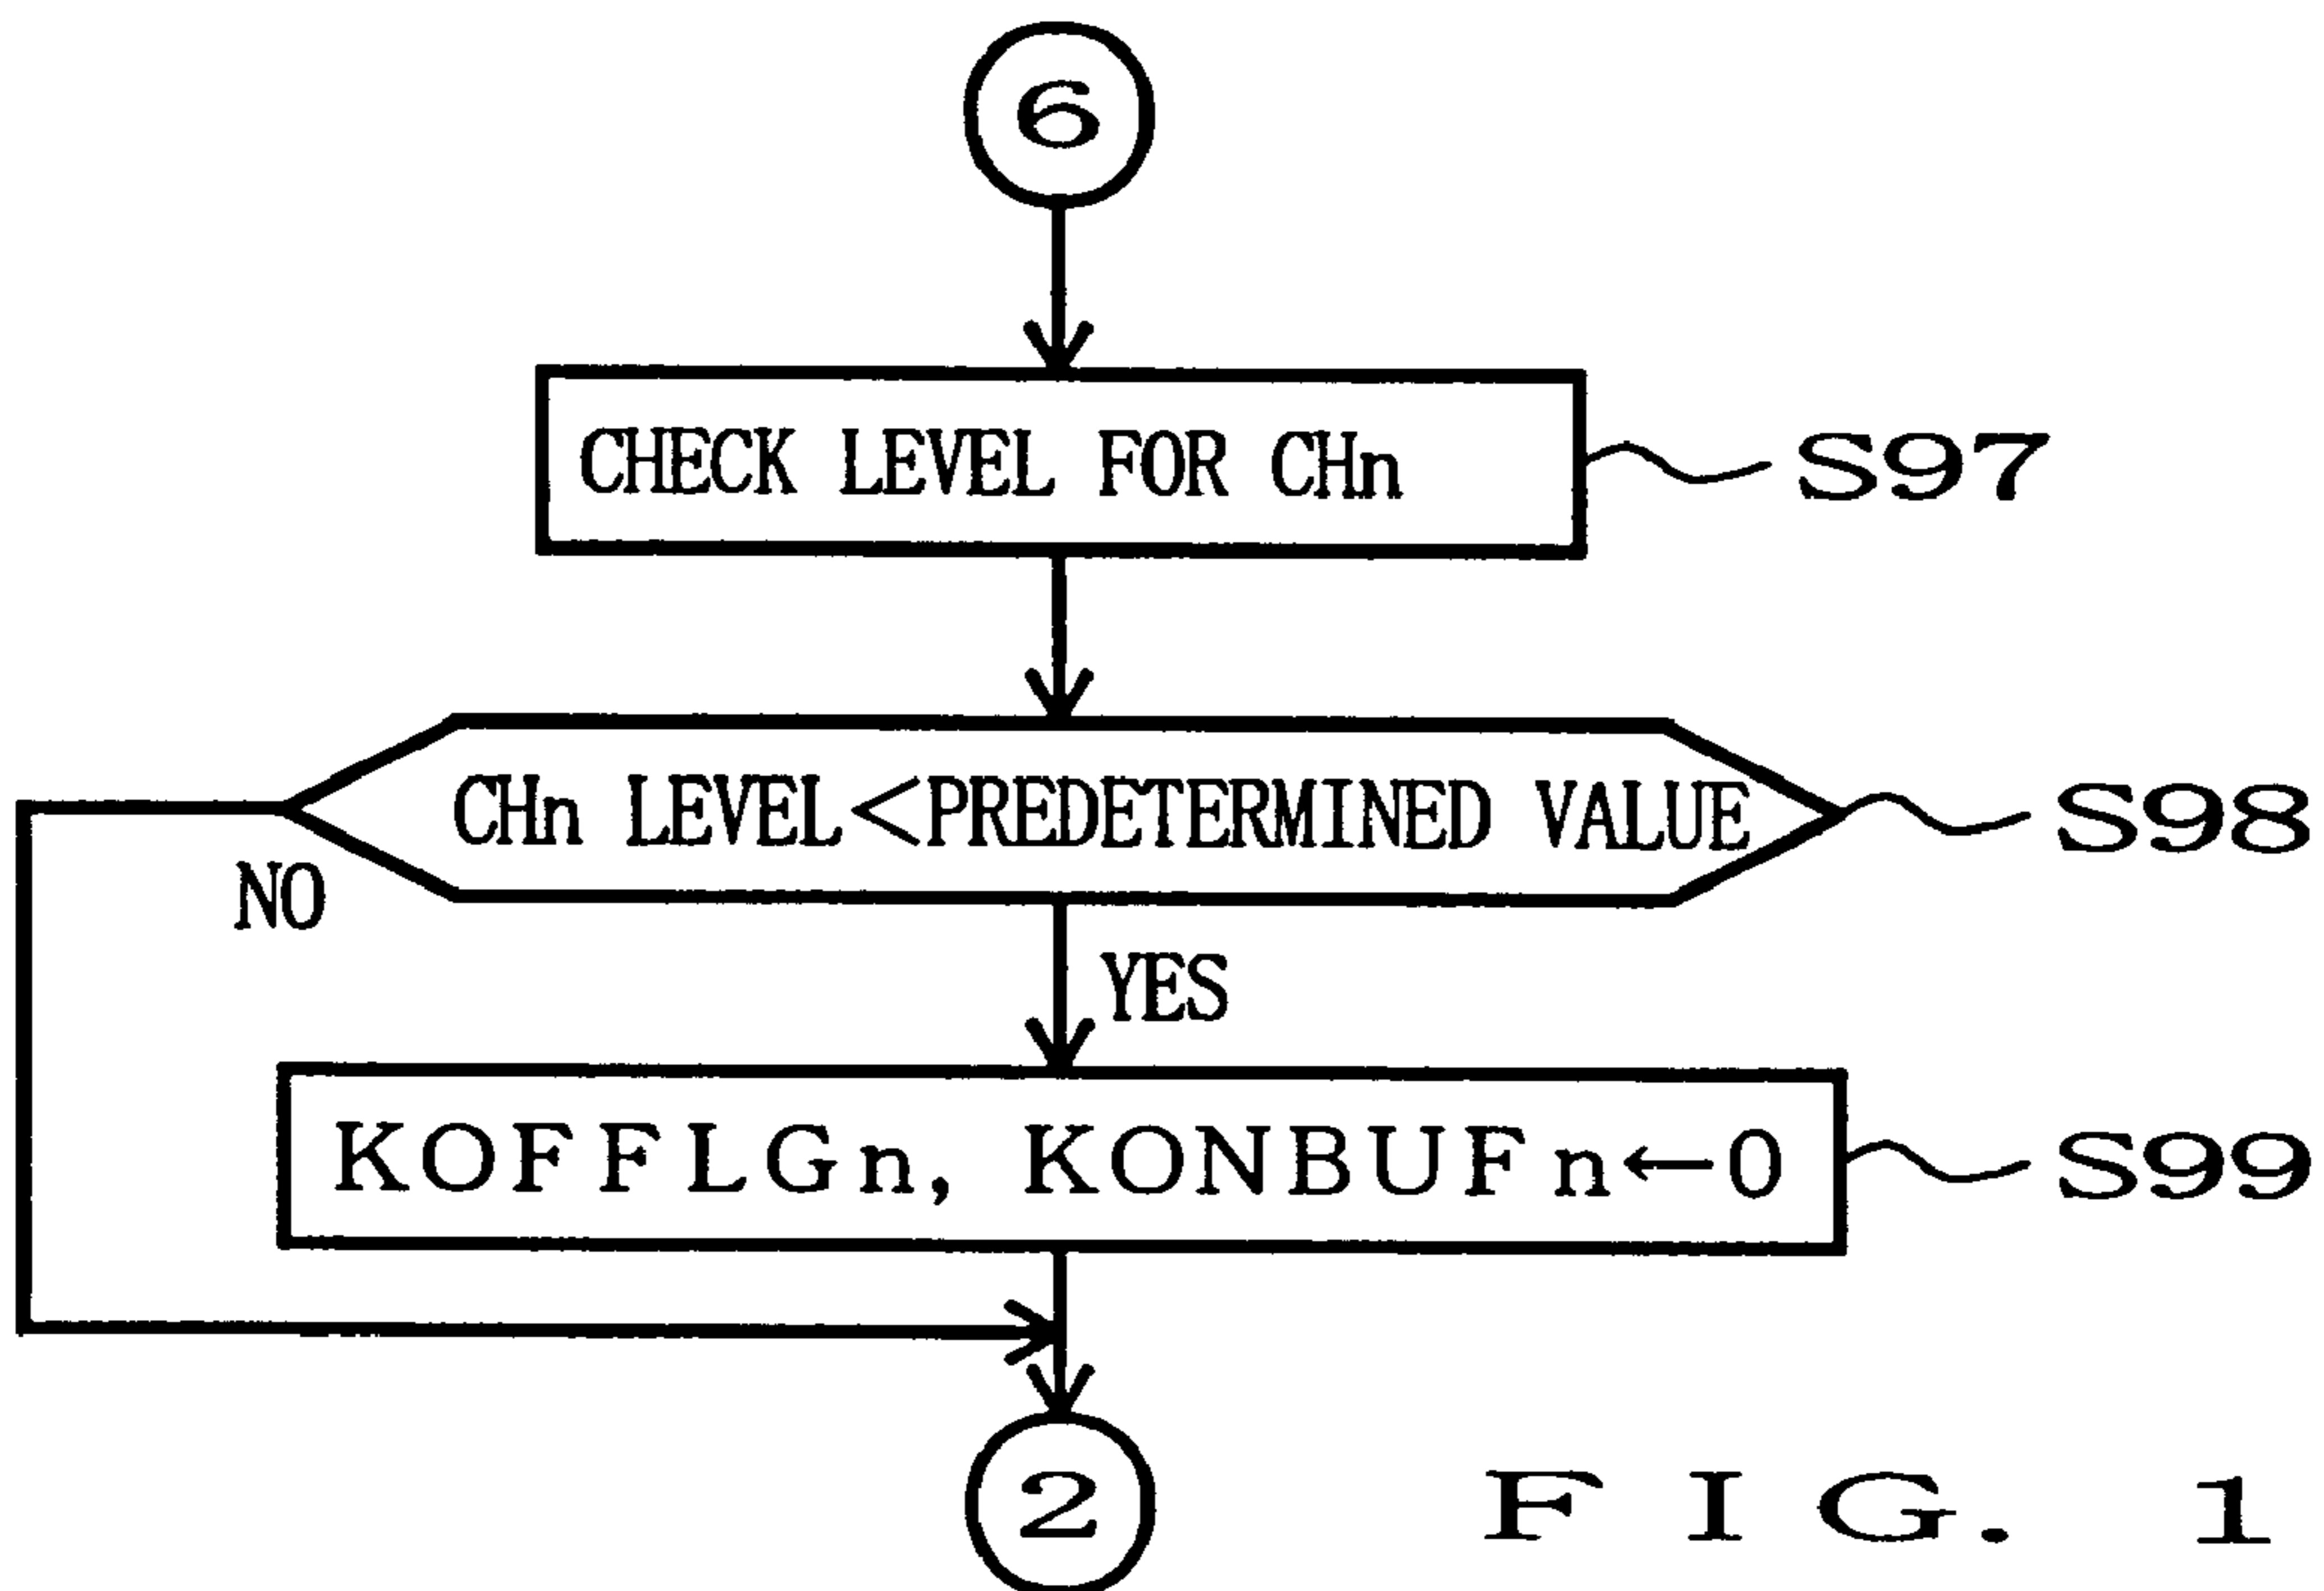 6
CHECK LEVEL FOR CHn
S97
CHn LEVEL<PREDETERMINED VALUE
S98
NO
YES
KOFFLGn, KONBUFn←0
S99
2
FIG. 1